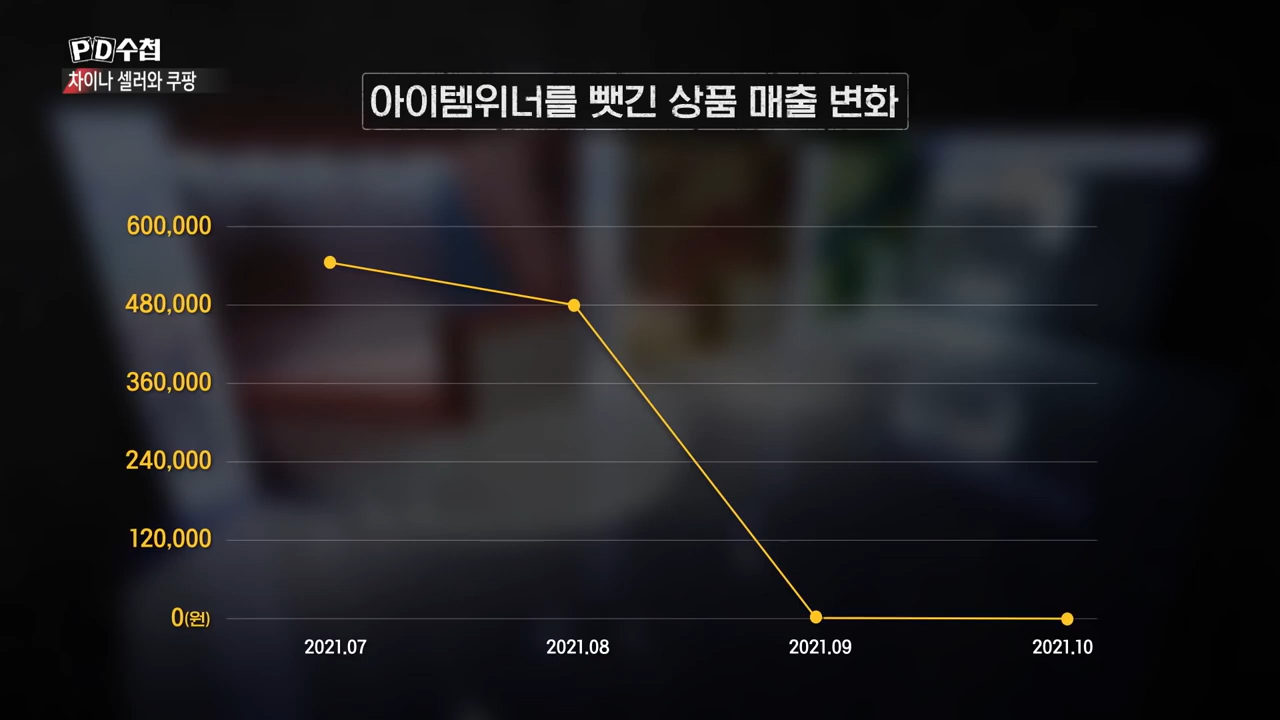 PD수첩
차이나 셀러와 쿠팡
아이템위너를 뺏긴 상품 매출 변화
600,000
480,000
360,000
240,000
120,000
0(원)
2021.07 2021.08 2021.09 2021.10